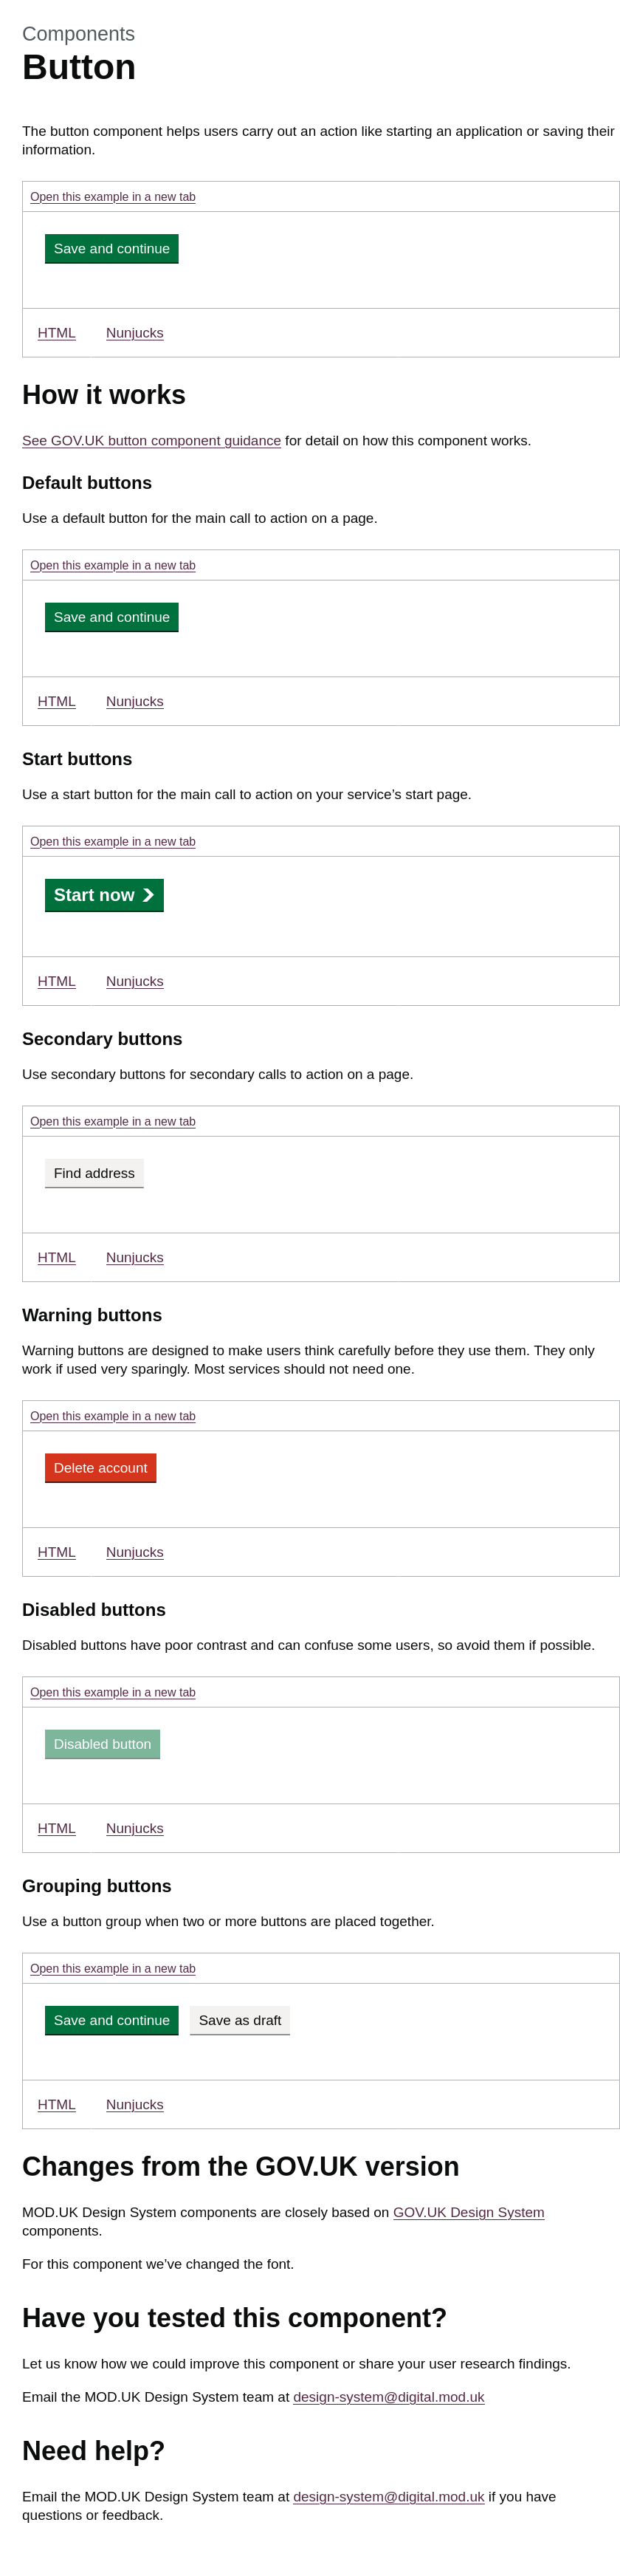 Components
Button
The button component helps users carry out an action like starting an application or saving their
information.
Open this example in a new tab
Save and continue
HTML Nunjucks
How it works
See GOV.UK button component guidance for detail on how this component works.
Default buttons
Use a default button for the main call to action on a page.
Open this example in a new tab
Save and continue
HTML Nunjucks
Start buttons
Use a start button for the main call to action on your service’s start page.
Open this example in a new tab
Start now
HTML Nunjucks
Secondary buttons
Use secondary buttons for secondary calls to action on a page.
Open this example in a new tab
Find address
HTML Nunjucks
Warning buttons
Warning buttons are designed to make users think carefully before they use them. They only
work if used very sparingly. Most services should not need one.
Open this example in a new tab
Delete account
HTML Nunjucks
Disabled buttons
Disabled buttons have poor contrast and can confuse some users, so avoid them if possible.
Open this example in a new tab
Disabled button
HTML Nunjucks
Grouping buttons
Use a button group when two or more buttons are placed together.
Open this example in a new tab
Save and continue Save as draft
HTML Nunjucks
Changes from the GOV.UK version
MOD.UK Design System components are closely based on GOV.UK Design System
components.
For this component we’ve changed the font.
Have you tested this component?
Let us know how we could improve this component or share your user research findings.
Email the MOD.UK Design System team at design-system@digital.mod.uk
Need help?
Email the MOD.UK Design System team at design-system@digital.mod.uk if you have
questions or feedback.